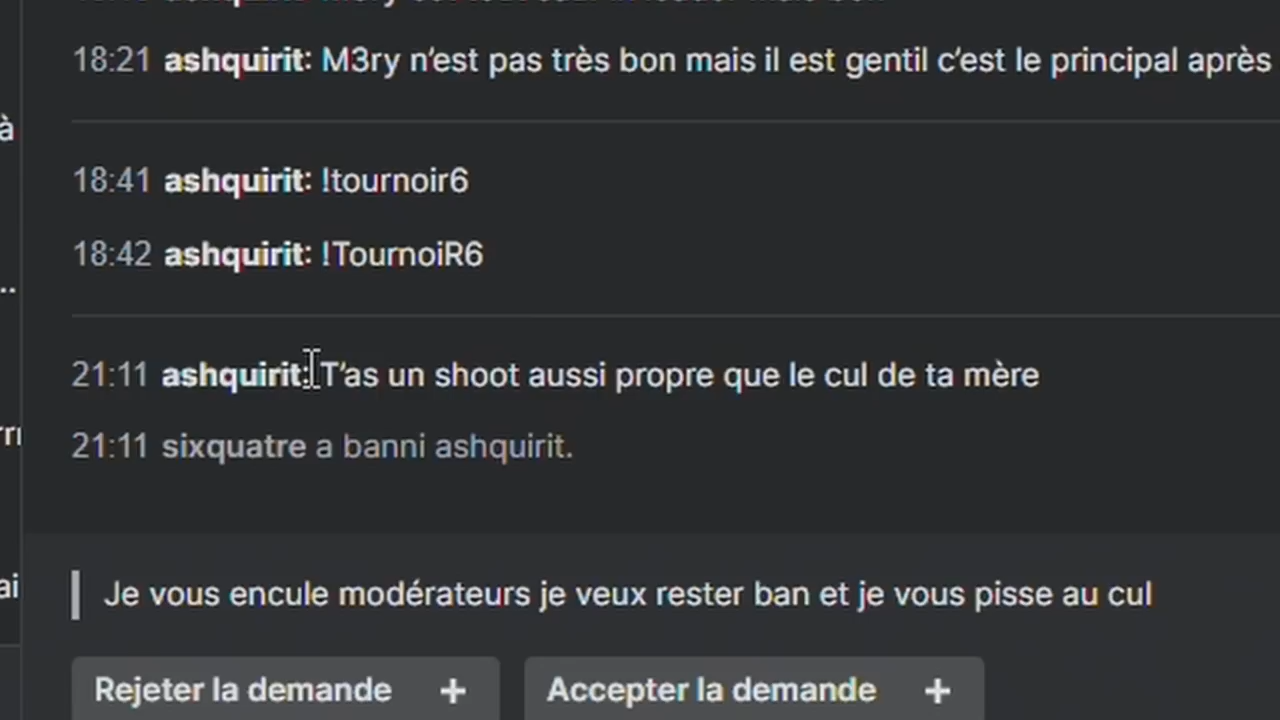 18:21 ashquirit: M3ry n’est pas très bon mais il est gentil c’est le principal après
à
18:41 ashquirit: !tournoir6
18:42 ashquirit: !TournoiR6
..
21:11 ashquirit: T’as un shoot aussi propre que le cul de ta mère
21:11 sixquatre a banni ashquirit.
ai
Je vous encule modérateurs je veux rester ban et je vous pisse au cul
Rejeter la demande +
Accepter la demande +